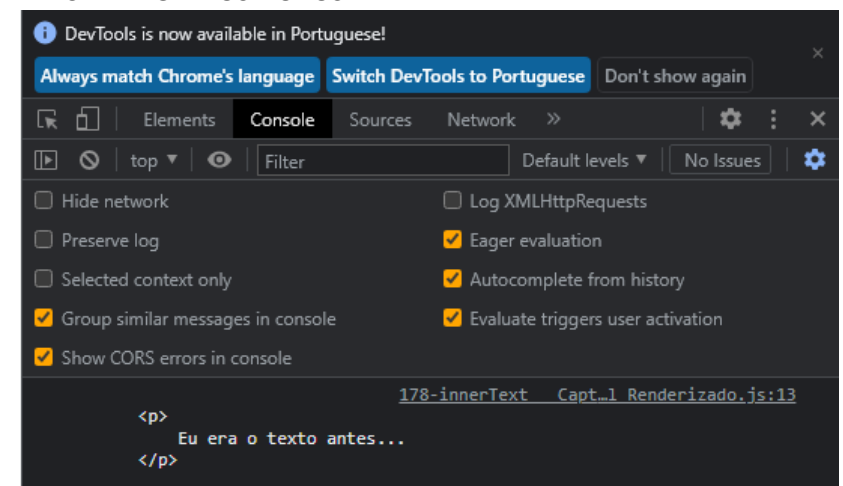 DevTools is now available in Portuguese!
Always match Chrome's language Switch DevTools to Portuguese Don't show again
Elements Console Sources Network
top Filter Default levels No Issues
Hide network Log XMLHttpRequests
Preserve log Eager evaluation
Selected context only Autocomplete from history
Group similar messages in console Evaluate triggers user activation
Show CORS errors in console
178-innerText Capt…l Renderizado.js:13
<p>
Eu era o texto antes...
</p>